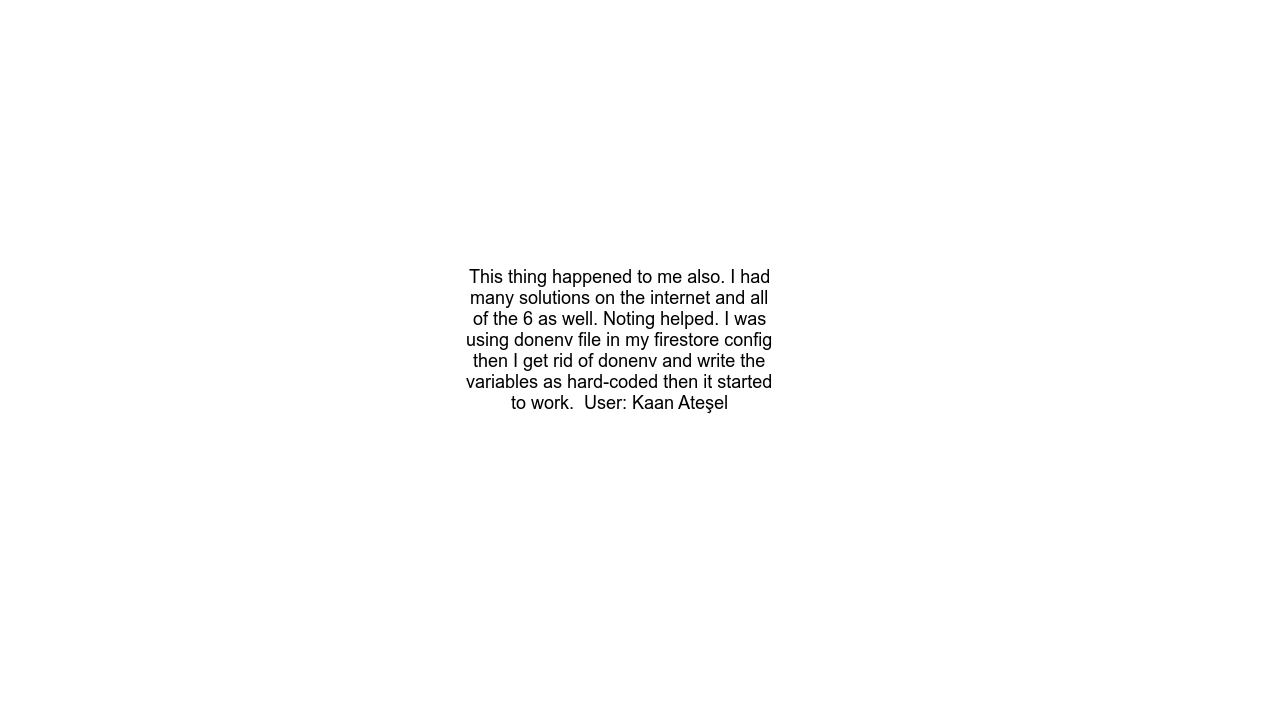 This thing happened to me also. I had
many solutions on the internet and all
of the 6 as well. Noting helped. I was
using donenv file in my firestore config
then I get rid of donenv and write the
variables as hard-coded then it started
to work.  User: Kaan Ateşel